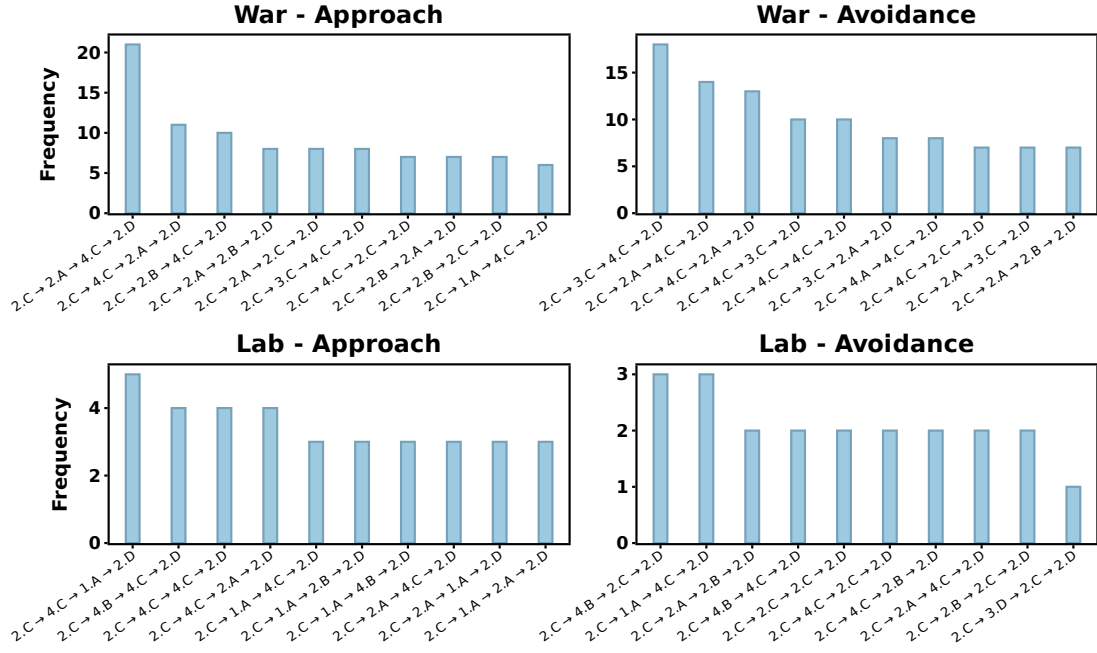 War - Approach
Frequency
20
15
10
5
0
2.C → 2.A → 4.C → 2.D
2.C → 4.C → 2.A → 2.D
2.C → 2.B → 4.C → 2.D
2.C → 2.A → 2.B → 2.D
2.C → 2.A → 2.C → 2.D
2.C → 3.C → 4.C → 2.D
2.C → 4.C → 2.C → 2.D
2.C → 2.B → 2.A → 2.D
2.C → 2.B → 2.C → 2.D
2.C → 1.A → 4.C → 2.D
War - Avoidance
15
10
5
0
2.C → 3.C → 4.C → 2.D
2.C → 2.A → 4.C → 2.D
2.C → 4.C → 2.A → 2.D
2.C → 4.C → 3.C → 2.D
2.C → 3.C → 2.A → 2.D
2.C → 4.A → 4.C → 2.D
2.C → 4.C → 2.C → 2.D
2.C → 2.A → 3.C → 2.D
2.C → 2.A → 2.B → 2.D
Lab - Approach
Frequency
4
2
0
2.C → 4.C → 1.A → 2.D
2.C → 4.B → 4.C → 2.D
2.C → 4.C → 4.C → 2.D
2.C → 4.C → 2.A → 2.D
2.C → 1.A → 4.C → 2.D
2.C → 1.A → 2.B → 2.D
2.C → 1.A → 4.B → 2.D
2.C → 2.A → 4.C → 2.D
2.C → 2.A → 1.A → 2.D
2.C → 1.A → 2.A → 2.D
Lab - Avoidance
3
2
1
0
2.C → 4.B → 2.C → 2.D
2.C → 1.A → 4.C → 2.D
2.C → 2.A → 2.B → 2.D
2.C → 4.B → 4.C → 2.D
2.C → 2.C → 2.C → 2.D
2.C → 4.C → 2.C → 2.D
2.C → 4.C → 2.B → 2.D
2.C → 2.A → 4.C → 2.D
2.C → 2.B → 2.C → 2.D
2.C → 3.D → 2.C → 2.D